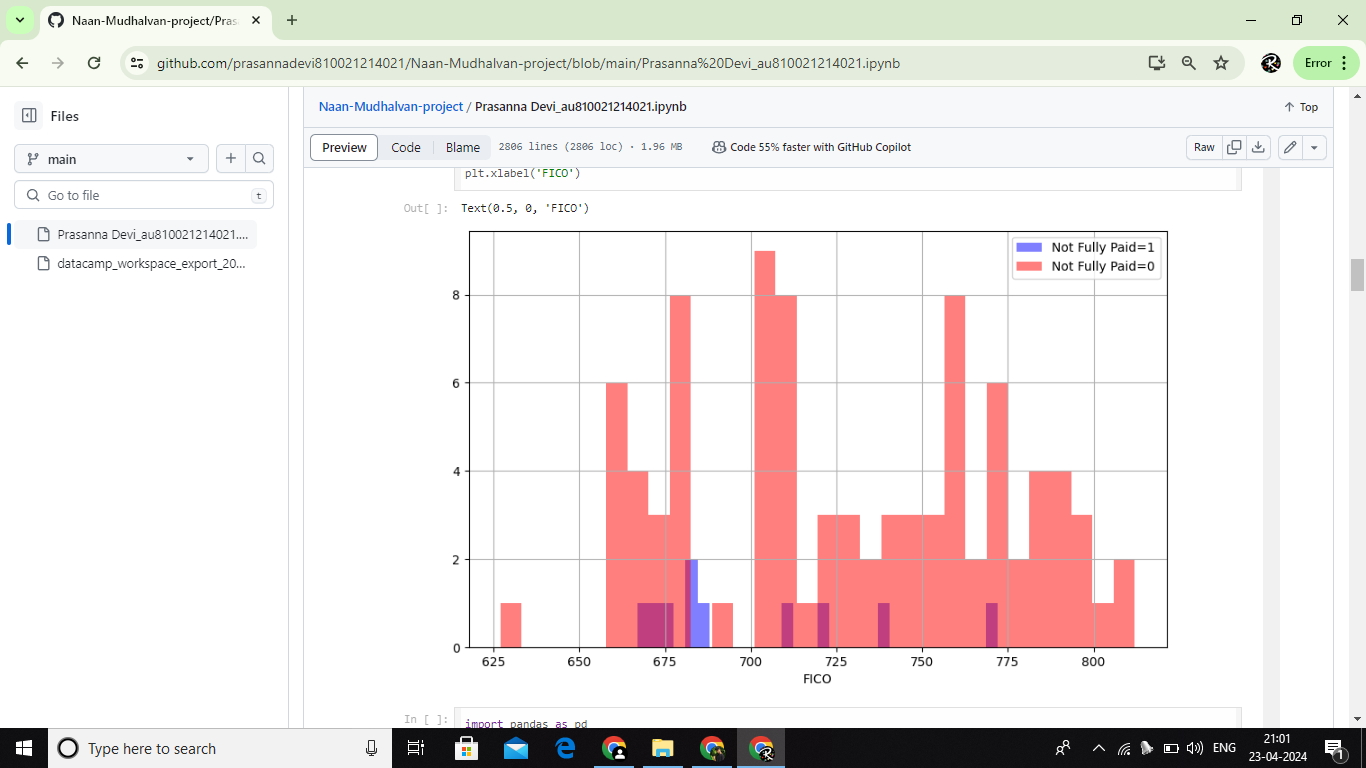 Naan-Mudhalvan-project/Pras
github.com/prasannadevi810021214021/Naan-Mudhalvan-project/blob/main/Prasanna%20Devi_au810021214021.ipynb
Error
Files
main
Go to file
t
Prasanna Devi_au810021214021....
datacamp_workspace_export_20...
Naan-Mudhalvan-project / Prasanna Devi_au810021214021.ipynb
Top
Preview Code Blame 2806 lines (2806 loc) · 1.96 MB Code 55% faster with GitHub Copilot Raw
plt.xlabel('FICO')
Out[ ]: Text(0.5, 0, 'FICO')
Not Fully Paid=1
Not Fully Paid=0
8
6
4
2
0
625 650 675 700 725 750 775 800
FICO
In [ ]: import pandas as pd
Type here to search
ENG
21:01
23-04-2024
1